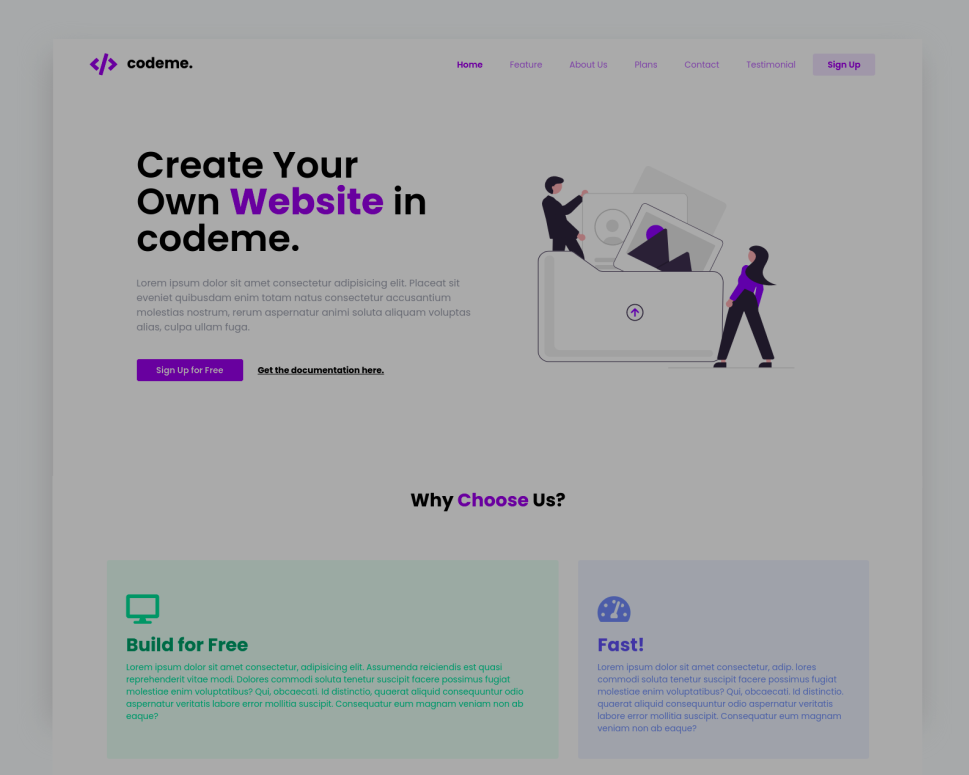 codeme.
Home Feature About Us Plans Contact Testimonial Sign Up
Create Your
Own Website in
codeme.
Lorem ipsum dolor sit amet consectetur adipisicing elit. Placeat sit
eveniet quibusdam enim totam natus consectetur accusantium
molestias nostrum, rerum aspernatur animi soluta aliquam voluptas
alias, culpa ullam fuga.
Sign Up for Free Get the documentation here.
Why Choose Us?
Build for Free
Lorem ipsum dolor sit amet consectetur, adipisicing elit. Assumenda reiciendis est quasi
reprehenderit vitae modi. Dolores commodi soluta tenetur suscipit facere possimus fugiat
molestiae enim voluptatibus? Qui, obcaecati. Id distinctio, quaerat aliquid consequuntur odio
aspernatur veritatis labore error mollitia suscipit. Consequatur eum magnam veniam non ab
eaque?
Fast!
Lorem ipsum dolor sit amet consectetur, adip. lores
commodi soluta tenetur suscipit facere possimus fugiat
molestiae enim voluptatibus? Qui, obcaecati. Id distinctio.
quaerat aliquid consequuntur odio aspernatur veritatis
labore error mollitia suscipit. Consequatur eum magnam
veniam non ab eaque?